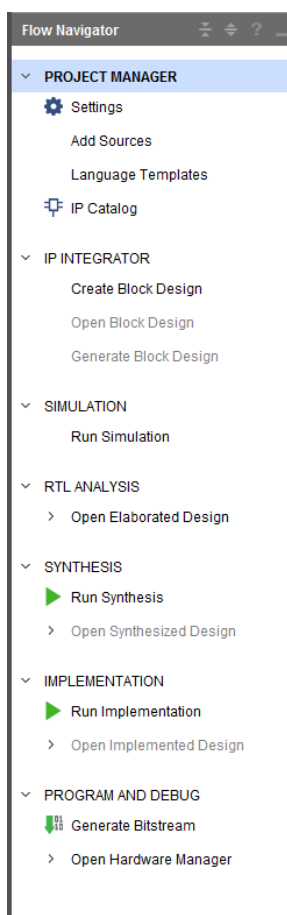 Flow Navigator ?
PROJECT MANAGER
Settings
Add Sources
Language Templates
IP Catalog
IP INTEGRATOR
Create Block Design
Open Block Design
Generate Block Design
SIMULATION
Run Simulation
RTL ANALYSIS
Open Elaborated Design
SYNTHESIS
Run Synthesis
Open Synthesized Design
IMPLEMENTATION
Run Implementation
Open Implemented Design
PROGRAM AND DEBUG
Generate Bitstream
Open Hardware Manager